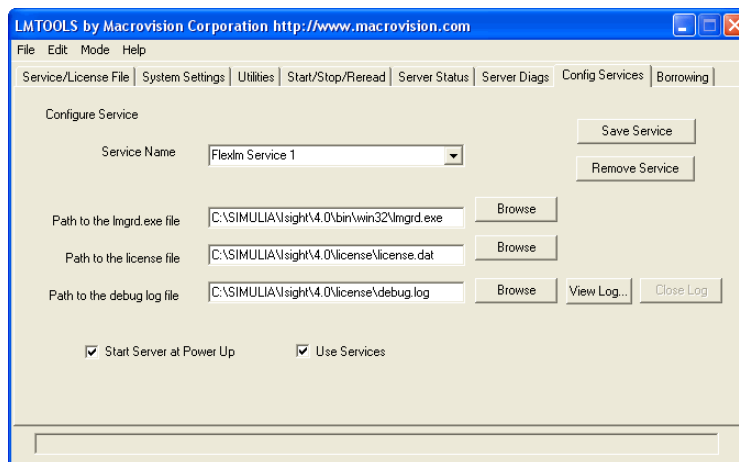 LMTOOLS by Macrovision Corporation http://www.macrovision.com
File Edit Mode Help
Service/License File System Settings Utilities Start/Stop/Reread Server Status Server Diags Config Services Borrowing
Configure Service
Save Service
Service Name Flexlm Service 1
Remove Service
Path to the lmgrd.exe file C:\SIMULIA\Isight\4.0\bin\win32\lmgrd.exe Browse
Path to the license file C:\SIMULIA\Isight\4.0\license\license.dat Browse
Path to the debug log file C:\SIMULIA\Isight\4.0\license\debug.log Browse View Log... Close Log
Start Server at Power Up Use Services